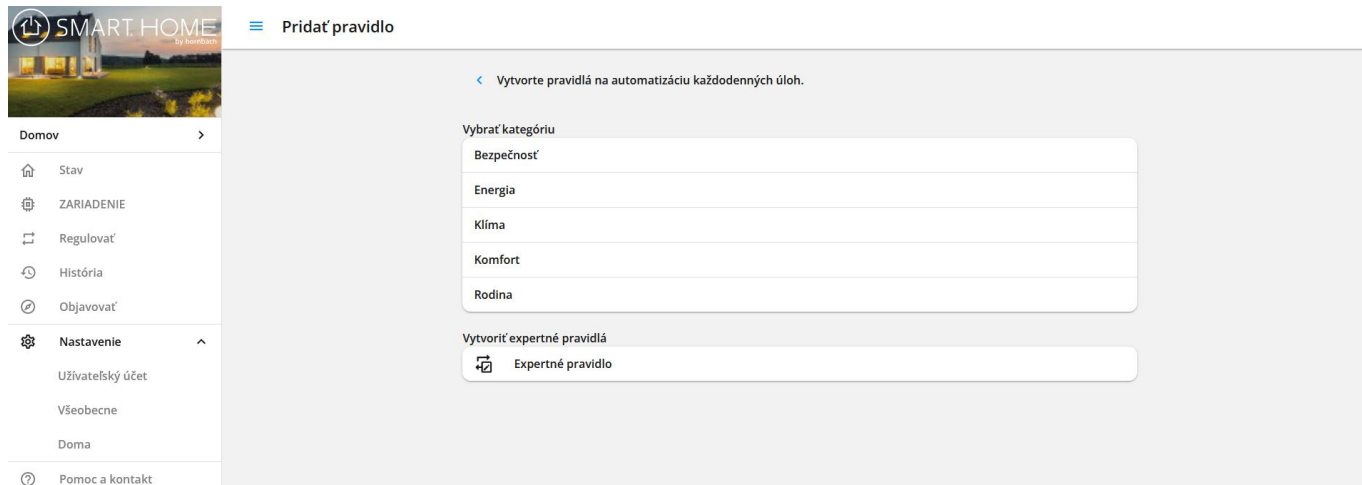 SMART HOME
by hornbach
Pridať pravidlo
Vytvorte pravidlá na automatizáciu každodenných úloh.
Domov
Stav
ZARIADENIE
Regulovať
História
Objavovať
Nastavenie
Užívateľský účet
Všeobecne
Doma
Pomoc a kontakt
Vybrať kategóriu
Bezpečnosť
Energia
Klíma
Komfort
Rodina
Vytvoriť expertné pravidlá
Expertné pravidlo